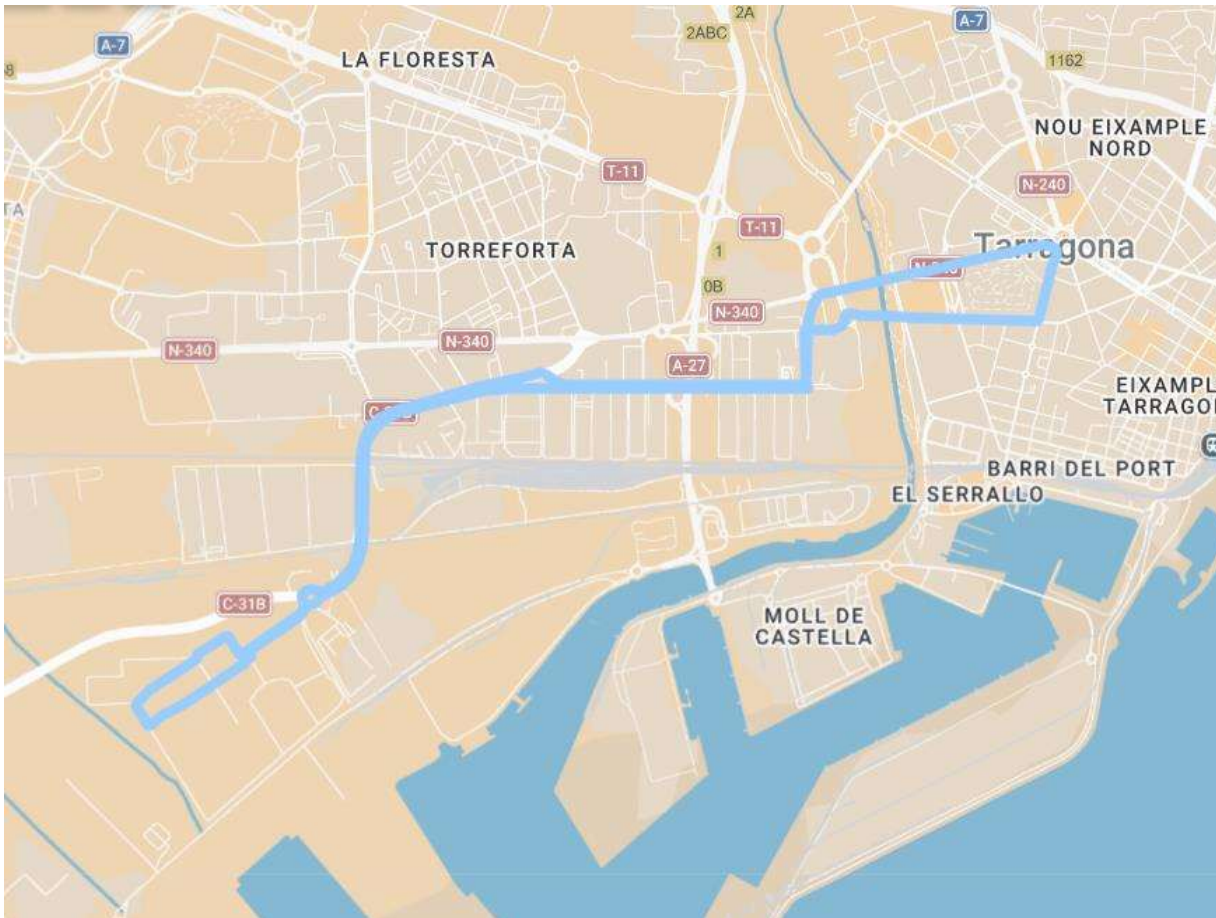 2A
2ABC
A-7
A-7
LA FLORESTA
1162
NOU EIXAMPLE
NORD
T-11
N-240
TA
T-11
Tarragona
TORREFORTA
1
0B
N-340
N-340
N-340
A-27
EIXAMPL
TARRAGO
BARRI DEL PORT
EL SERRALLO
C-31B
MOLL DE
CASTELLA